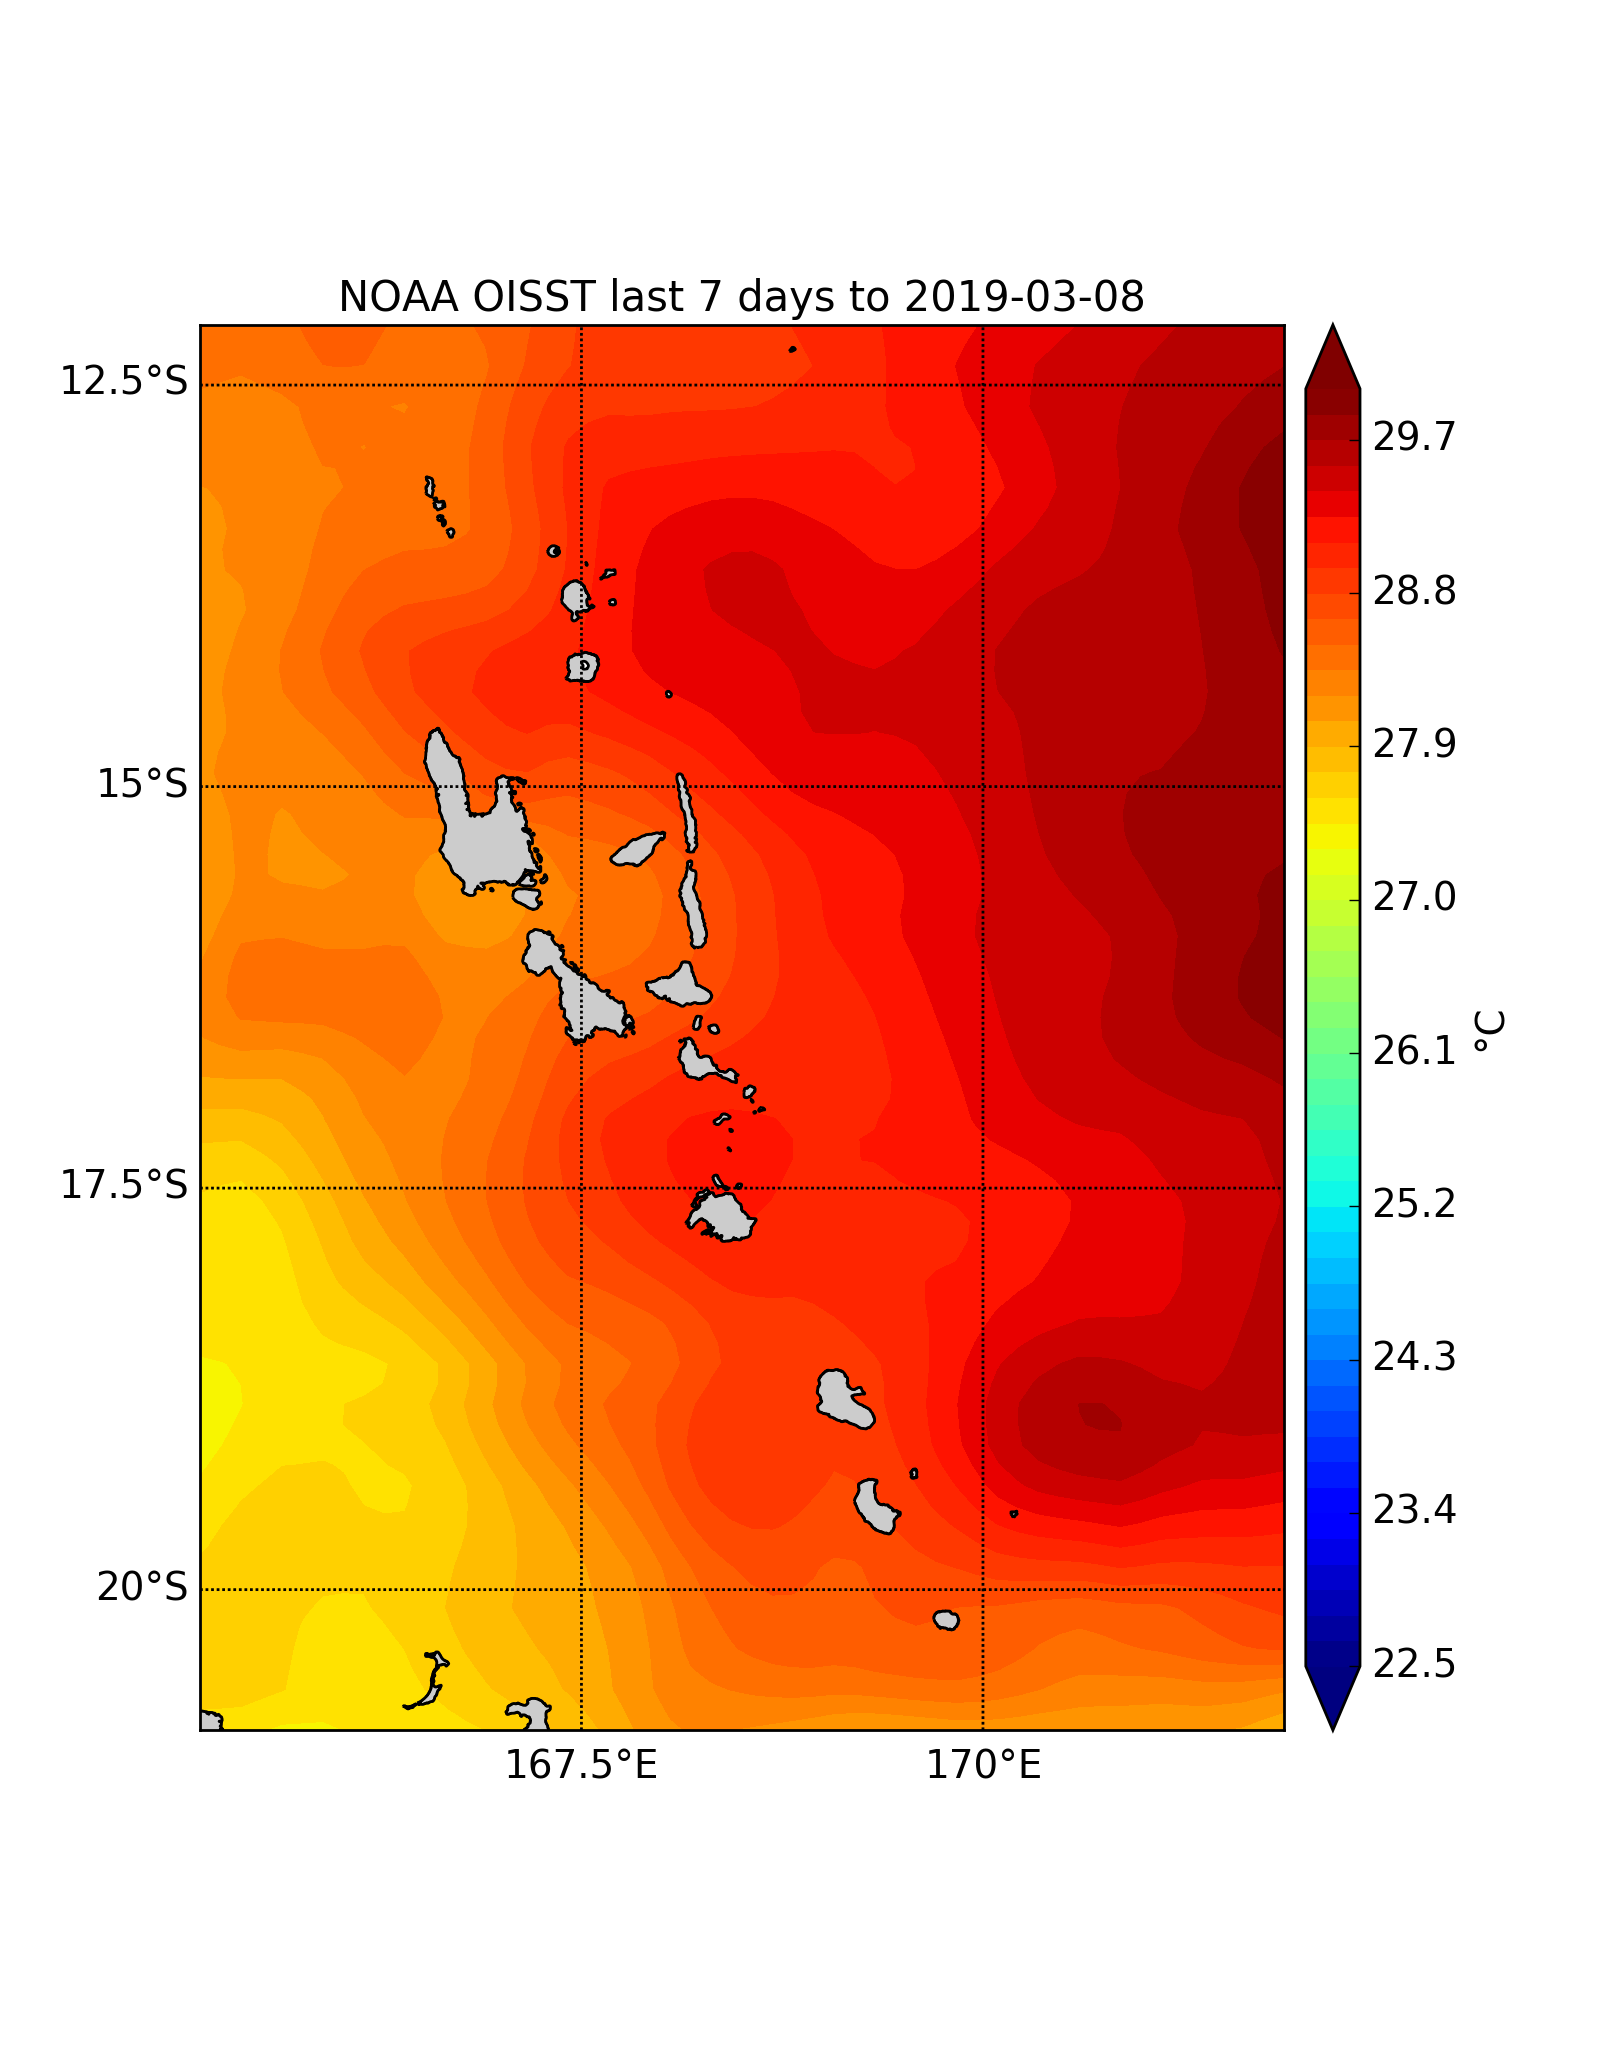 NOAA OISST last 7 days to 2019-03-08
12.5°S
15°S
17.5°S
20°S
167.5°E
170°E
29.7
28.8
27.9
27.0
26.1
25.2
24.3
23.4
22.5
°C